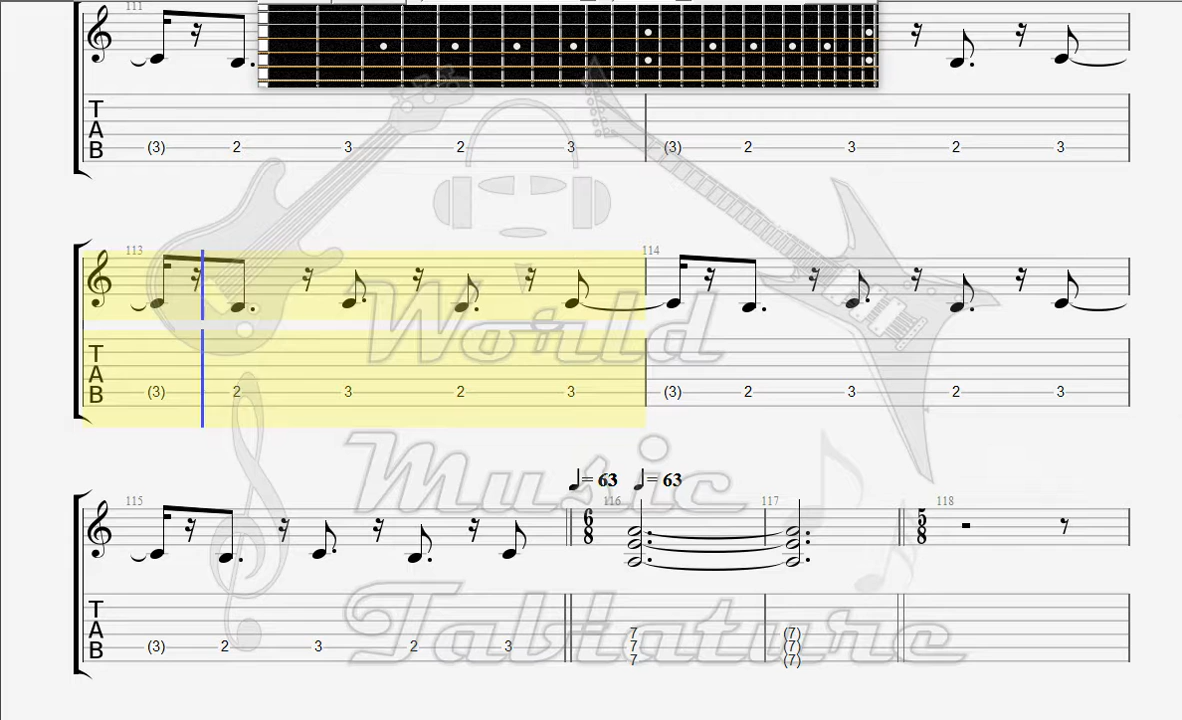 111
T
A
B
(3) 2 3 2 3 (3) 2 3 2 3
113 114
T
A
B
(3) 2 3 2 3 (3) 2 3 2 3
World
Music
Tablature
= 63 = 63
115 116 117 118
6
8
5
8
T
A
B
7 (7)
(3) 2 3 2 3 7 (7)
7 (7)